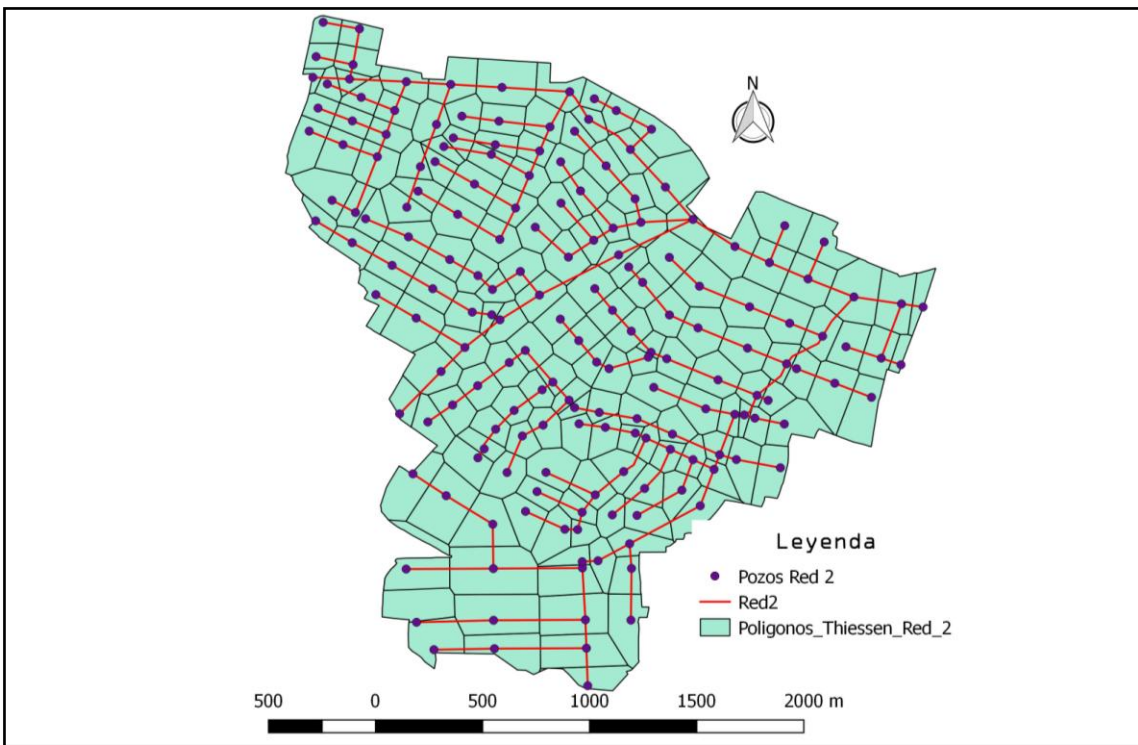 N
Leyenda
Pozos Red 2
Red2
Poligonos_Thiessen_Red_2
500 0 500 1000 1500 2000 m